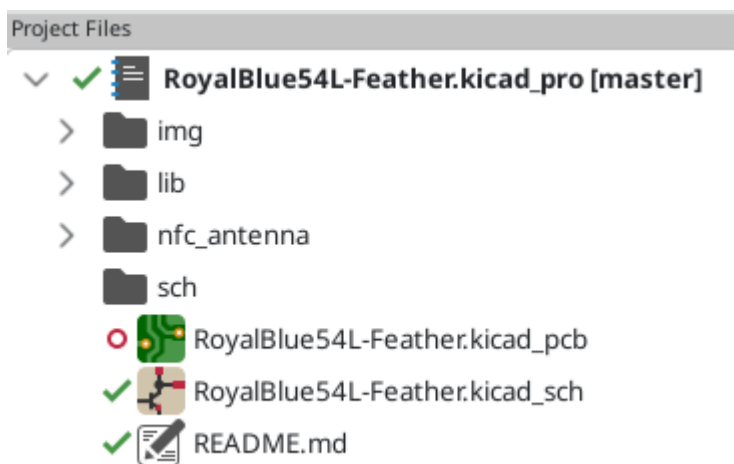 Project Files
RoyalBlue54L-Feather.kicad_pro [master]
img
lib
nfc_antenna
sch
RoyalBlue54L-Feather.kicad_pcb
RoyalBlue54L-Feather.kicad_sch
README.md